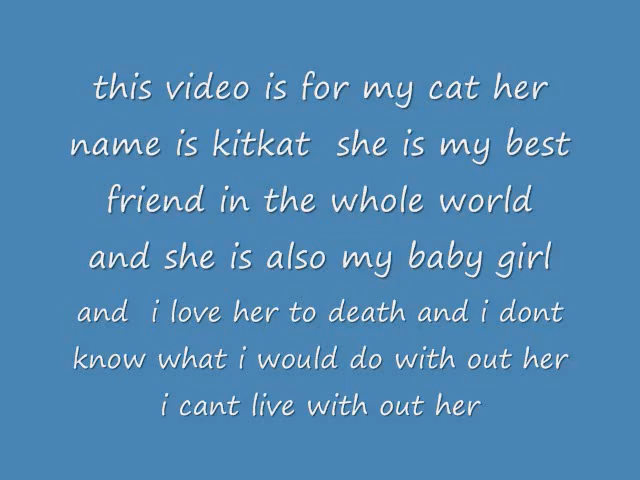 this video is for my cat her
name is kitkat she is my best
friend in the whole world
and she is also my baby girl
and i love her to death and i dont
know what i would do with out her
i cant live with out her